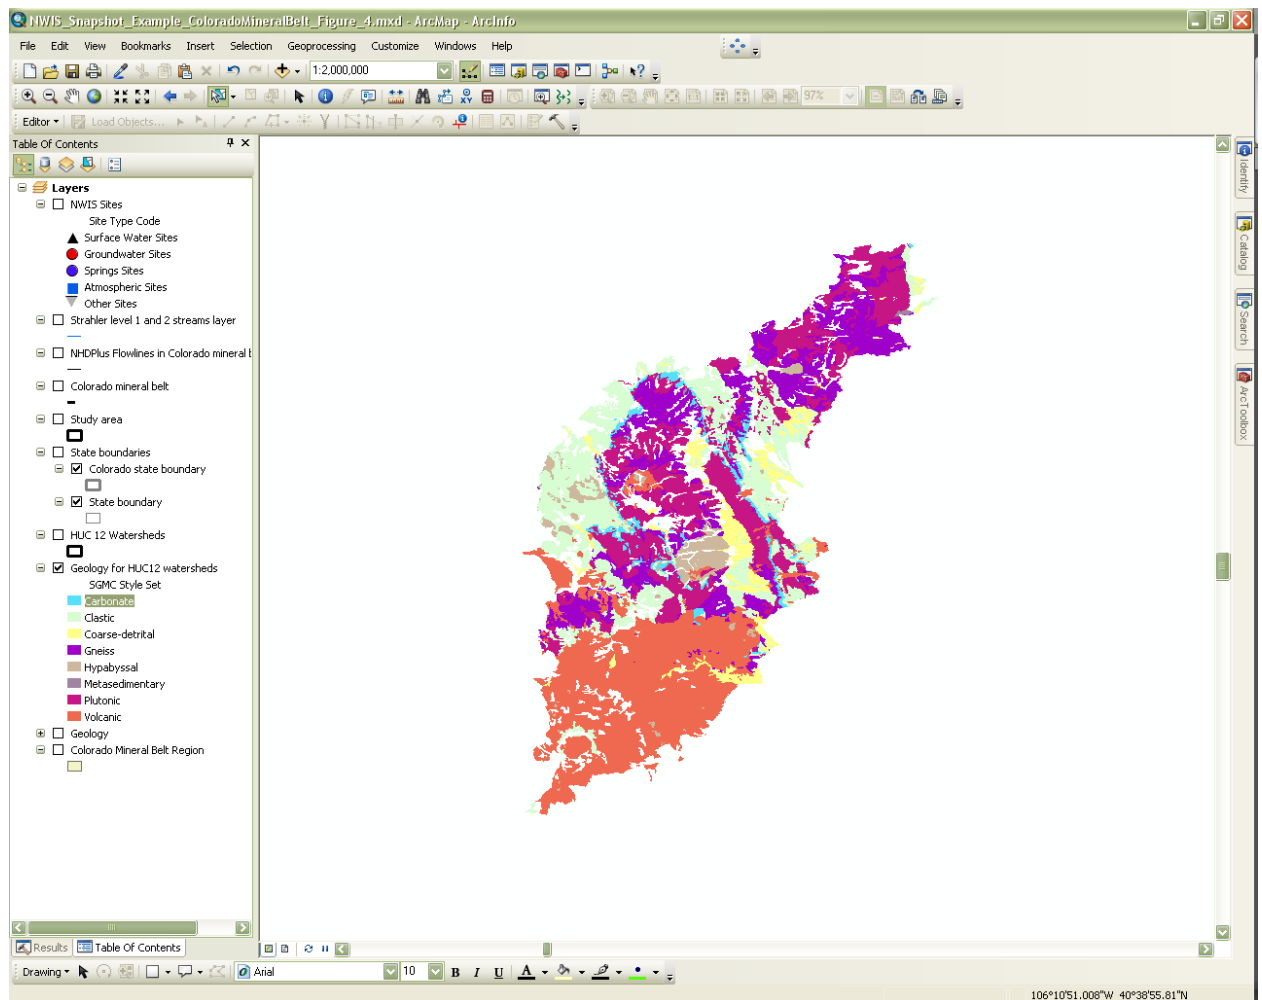 NWIS_Snapshot_Example_ColoradoMineralBelt_Figure_4.mxd - ArcMap - ArcInfo
File Edit View Bookmarks Insert Selection Geoprocessing Customize Windows Help
1:2,000,000
97%
Editor Load Objects...
Table Of Contents
Layers
NWIS Sites
Site Type Code
Surface Water Sites
Groundwater Sites
Springs Sites
Atmospheric Sites
Other Sites
Strahler level 1 and 2 streams layer
NHDPlus Flowlines in Colorado mineral b
Colorado mineral belt
Study area
State boundaries
Colorado state boundary
State boundary
HUC 12 Watersheds
Geology for HUC12 watersheds
SGMC Style Set
Carbonate
Clastic
Coarse-detrital
Gneiss
Hypabyssal
Metasedimentary
Plutonic
Volcanic
Geology
Colorado Mineral Belt Region
Identify
Catalog
Search
ArcToolbox
Results Table Of Contents
Drawing Arial 10 B I U A
106°10'51.008"W 40°38'55.81"N